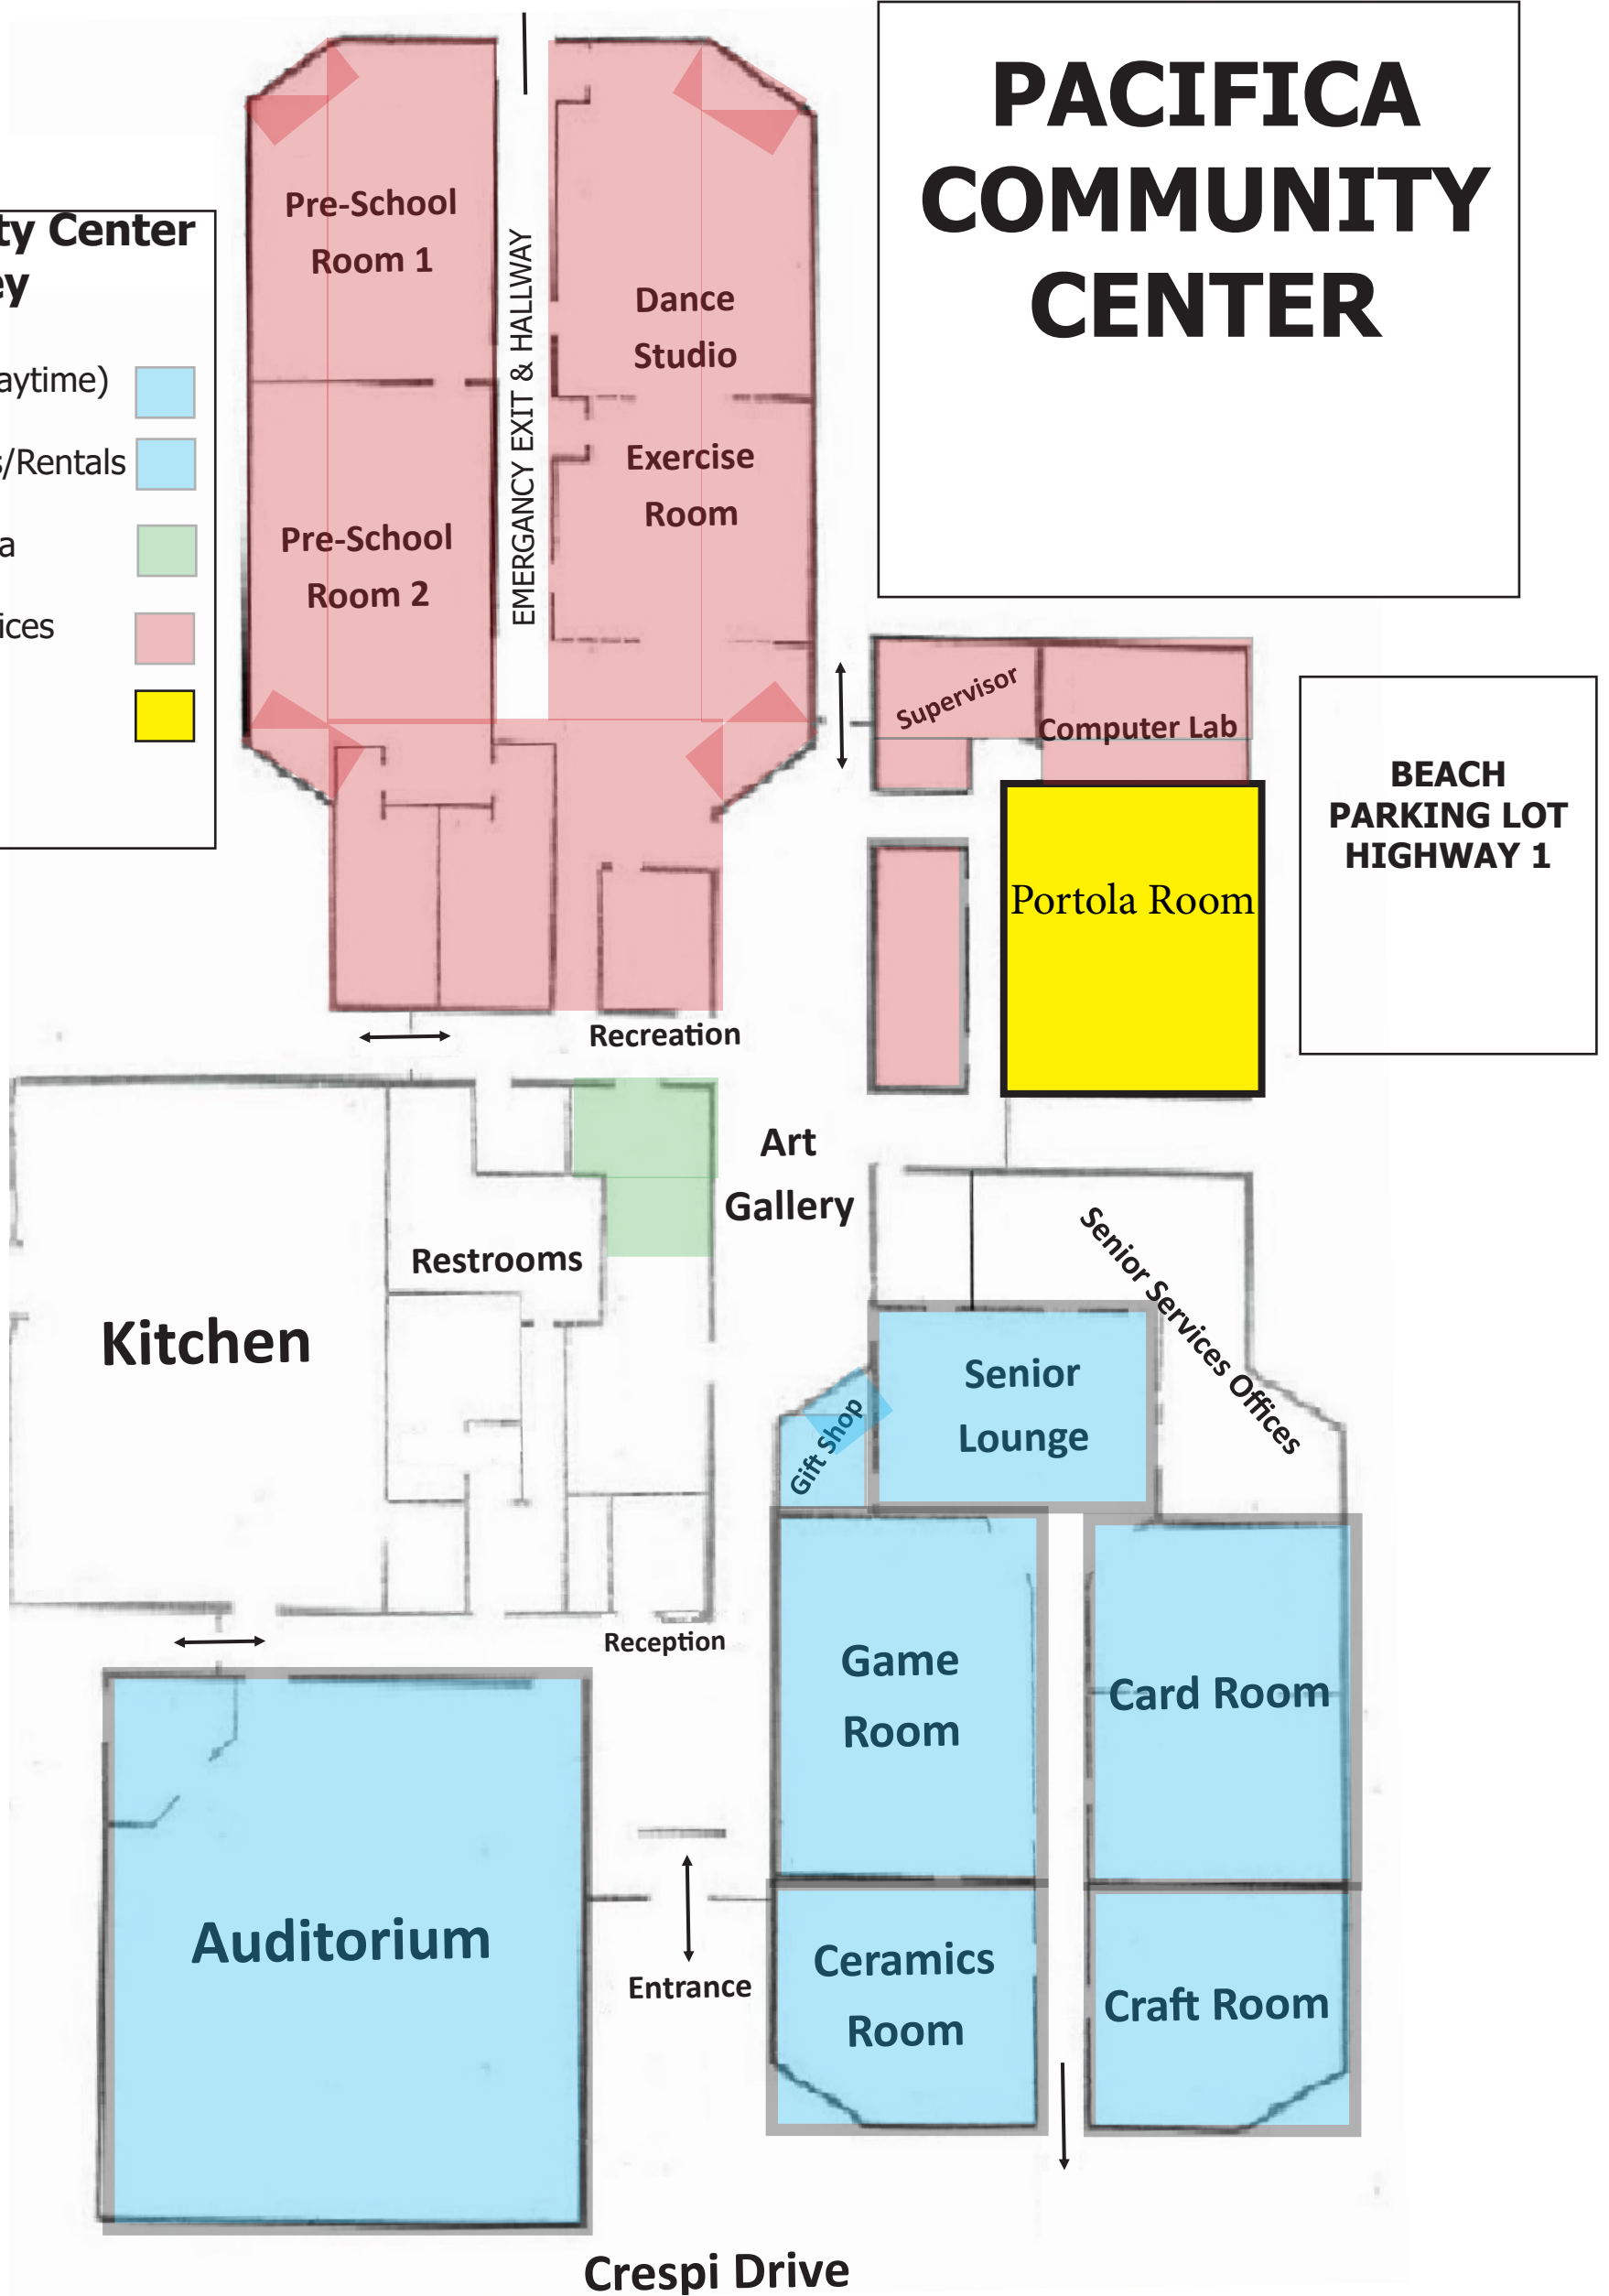 PACIFICA
COMMUNITY
CENTER
ty Center
ey
aytime)
s/Rentals
a
ices
Pre-School
Room 1
EMERGANCY EXIT & HALLWAY
Dance
Studio
Exercise
Room
Pre-School
Room 2
Supervisor
Computer Lab
BEACH
PARKING LOT
HIGHWAY 1
Portola Room
Recreation
Art
Gallery
Restrooms
Kitchen
Senior Services Offices
Senior
Lounge
Gift Shop
Reception
Game
Room
Card Room
Auditorium
Entrance
Ceramics
Room
Craft Room
Crespi Drive